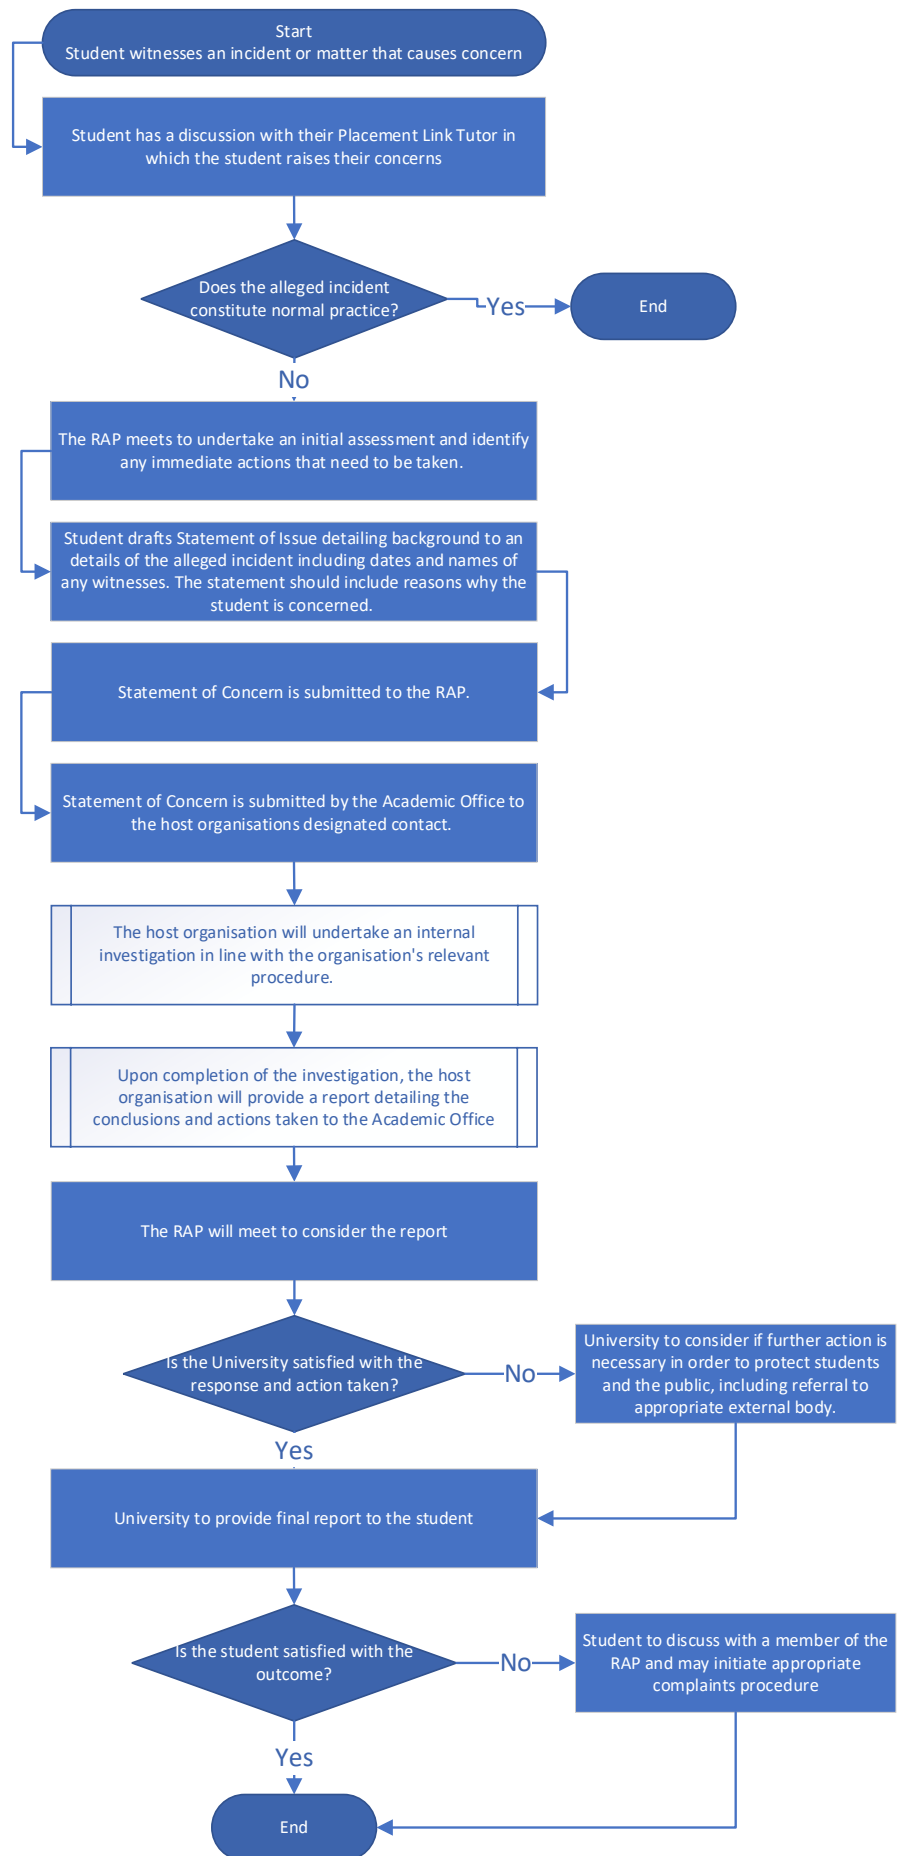 Start
Student witnesses an incident or matter that causes concern
Student has a discussion with their Placement Link Tutor in
which the student raises their concerns
Does the alleged incident
constitute normal practice?
Yes
End
No
The RAP meets to undertake an initial assessment and identify
any immediate actions that need to be taken.
Student drafts Statement of Issue detailing background to an
details of the alleged incident including dates and names of
any witnesses. The statement should include reasons why the
student is concerned.
Statement of Concern is submitted to the RAP.
Statement of Concern is submitted by the Academic Office to
the host organisations designated contact.
The host organisation will undertake an internal
investigation in line with the organisation's relevant
procedure.
Upon completion of the investigation, the host
organisation will provide a report detailing the
conclusions and actions taken to the Academic Office
The RAP will meet to consider the report
Is the University satisfied with the
response and action taken?
No
University to consider if further action is
necessary in order to protect students
and the public, including referral to
appropriate external body.
Yes
University to provide final report to the student
Is the student satisfied with the
outcome?
No
Student to discuss with a member of the
RAP and may initiate appropriate
complaints procedure
Yes
End